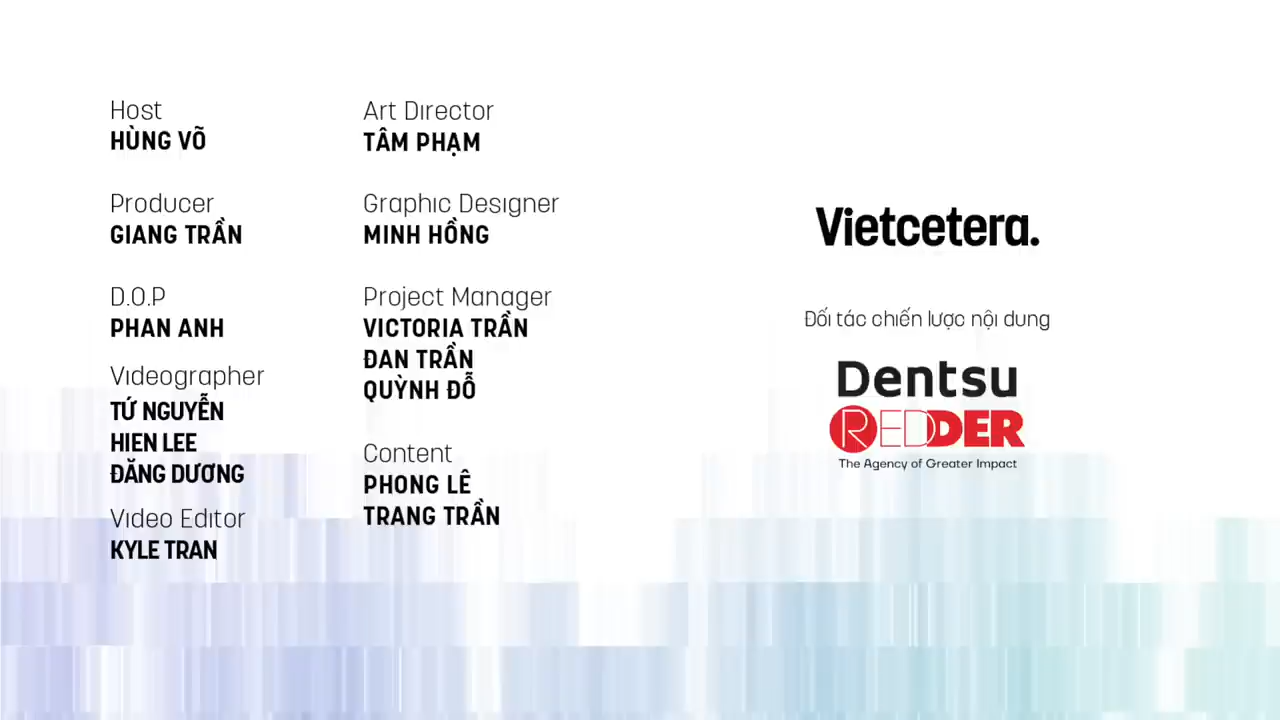 Host
HÙNG VÕ
Producer
GIANG TRẦN
D.O.P
PHAN ANH
Videographer
TỨ NGUYỄN
HIEN LEE
ĐĂNG DƯƠNG
Video Editor
KYLE TRAN
Art Director
TÂM PHẠM
Graphic Designer
MINH HỒNG
Project Manager
VICTORIA TRẦN
ĐAN TRẦN
QUỲNH ĐỖ
Content
PHONG LÊ
TRANG TRẦN
Vietcetera.
Đối tác chiến lược nội dung
Dentsu
REDDER
The Agency of Greater Impact